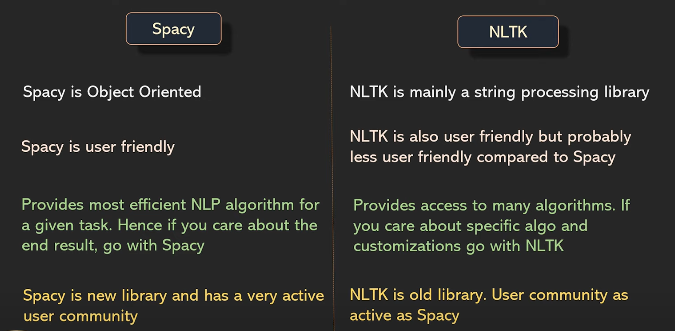 Spacy
NLTK
Spacy is Object Oriented
NLTK is mainly a string processing library
Spacy is user friendly
NLTK is also user friendly but probably
less user friendly compared to Spacy
Provides most efficient NLP algorithm for
a given task. Hence if you care about the
end result, go with Spacy
Provides access to many algorithms. If
you care about specific algo and
customizations go with NLTK
Spacy is new library and has a very active
user community
NLTK is old library. User community as
active as Spacy